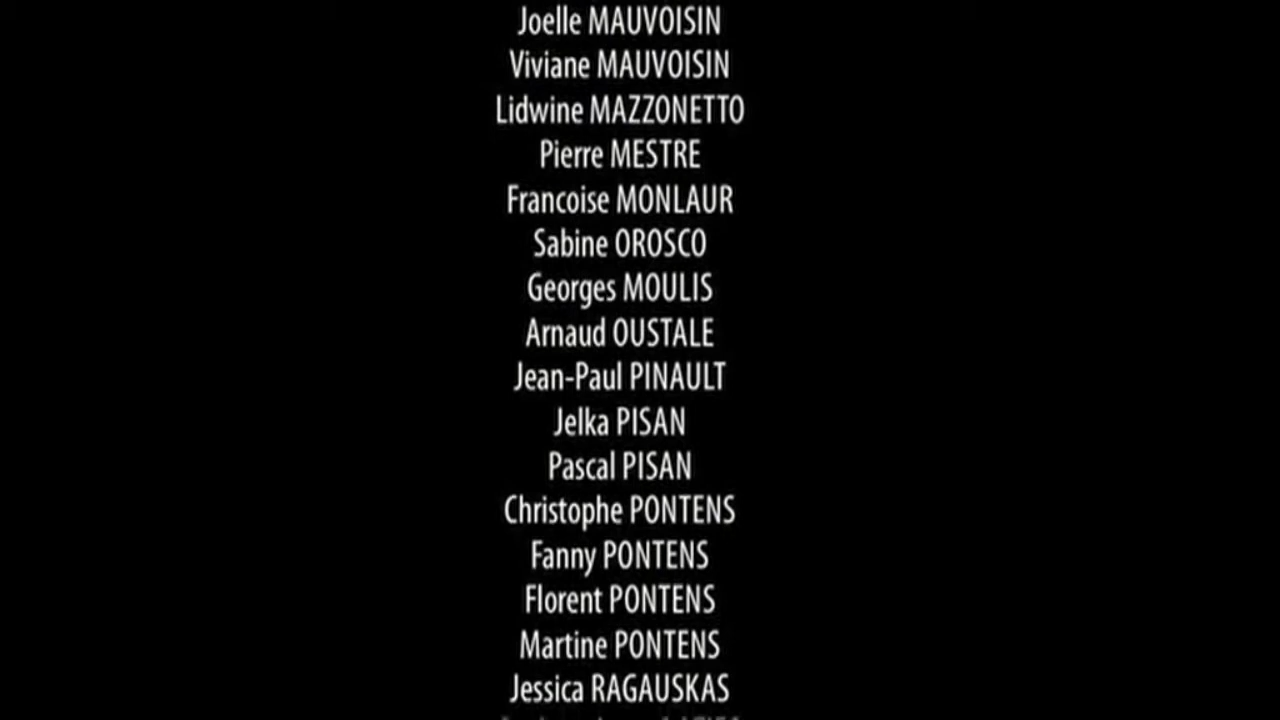 Joelle MAUVOISIN
Viviane MAUVOISIN
Lidwine MAZZONETTO
Pierre MESTRE
Francoise MONLAUR
Sabine OROSCO
Georges MOULIS
Arnaud OUSTALE
Jean-Paul PINAULT
Jelka PISAN
Pascal PISAN
Christophe PONTENS
Fanny PONTENS
Florent PONTENS
Martine PONTENS
Jessica RAGAUSKAS